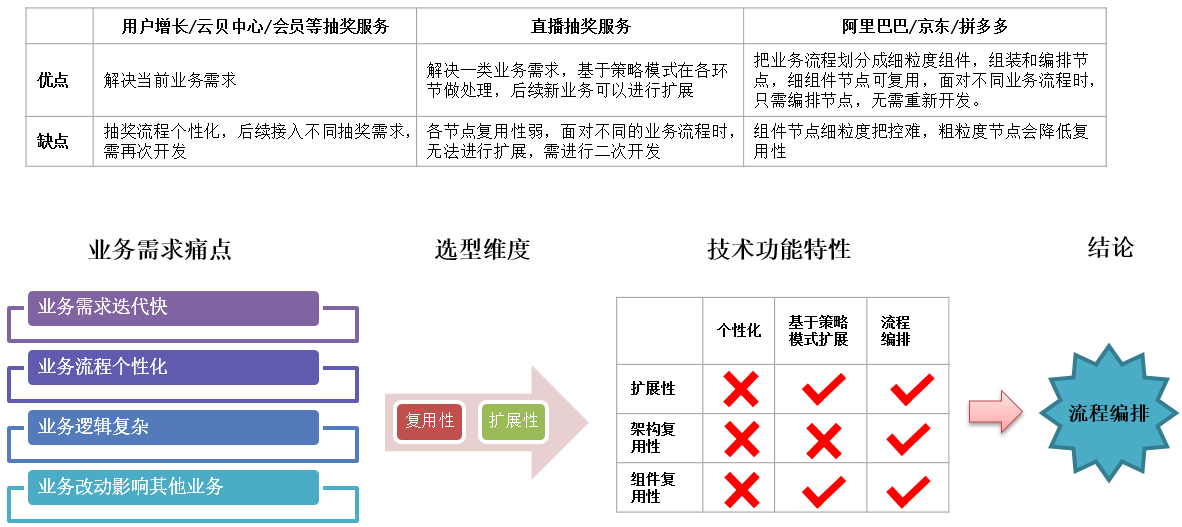 用户增长/云贝中心/会员等抽奖服务
直播抽奖服务
阿里巴巴/京东/拼多多
优点
解决当前业务需求
解决一类业务需求，基于策略模式在各环
节做处理，后续新业务可以进行扩展
把业务流程划分成细粒度组件，组装和编排节
点，细组件节点可复用，面对不同业务流程时，
只需编排节点，无需重新开发。
缺点
抽奖流程个性化，后续接入不同抽奖需求，
需再次开发
各节点复用性弱，面对不同的业务流程时，
无法进行扩展，需进行二次开发
组件节点细粒度把控难，粗粒度节点会降低复
用性
业务需求痛点
选型维度
技术功能特性
结论
业务需求迭代快
业务流程个性化
业务逻辑复杂
业务改动影响其他业务
复用性
扩展性
个性化
基于策略
模式扩展
流程
编排
扩展性
架构复
用性
组件复
用性
流程编排